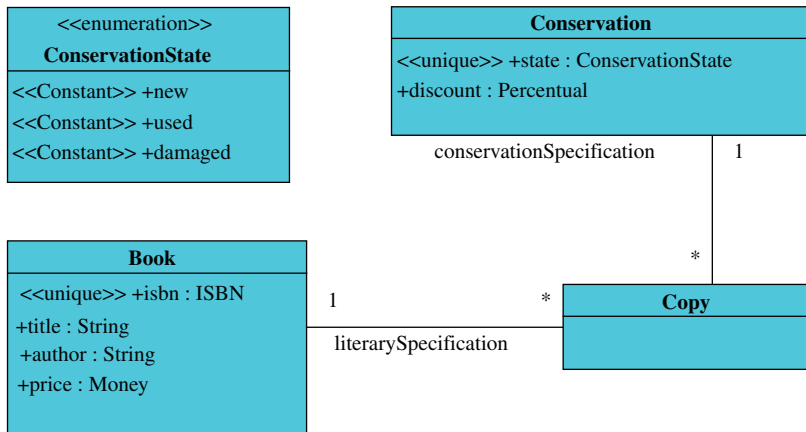 <<enumeration>>
ConservationState
<<Constant>> +new
<<Constant>> +used
<<Constant>> +damaged
Conservation
<<unique>> +state : ConservationState
+discount : Percentual
conservationSpecification
1
*
Book
<<unique>> +isbn : ISBN
+title : String
+author : String
+price : Money
1
*
literarySpecification
Copy